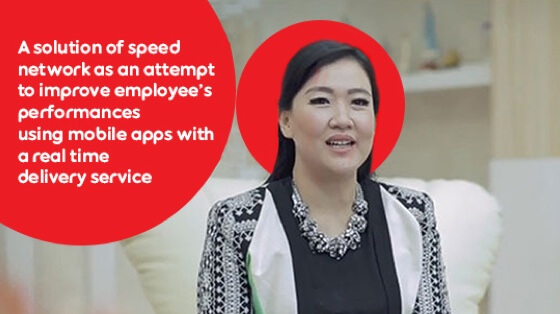 A solution of speed
network as an attempt
to improve employee's
performances
using mobile apps with
a real time
delivery service